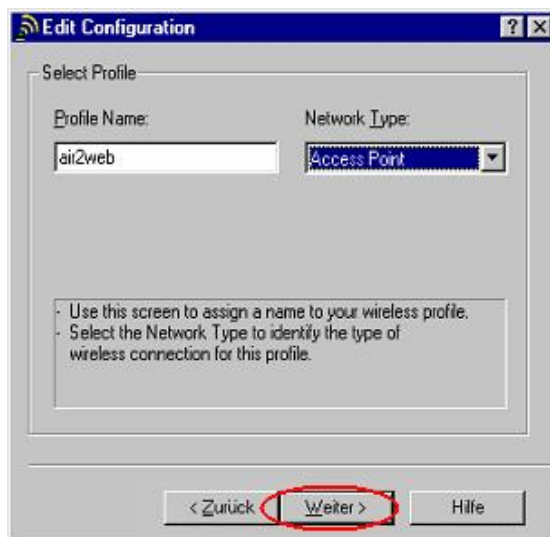 Edit Configuration
Select Profile
Profile Name:
Network Type:
air2web
Access Point
- Use this screen to assign a name to your wireless profile.
- Select the Network Type to identify the type of
wireless connection for this profile.
< Zurück
Weiter >
Hilfe